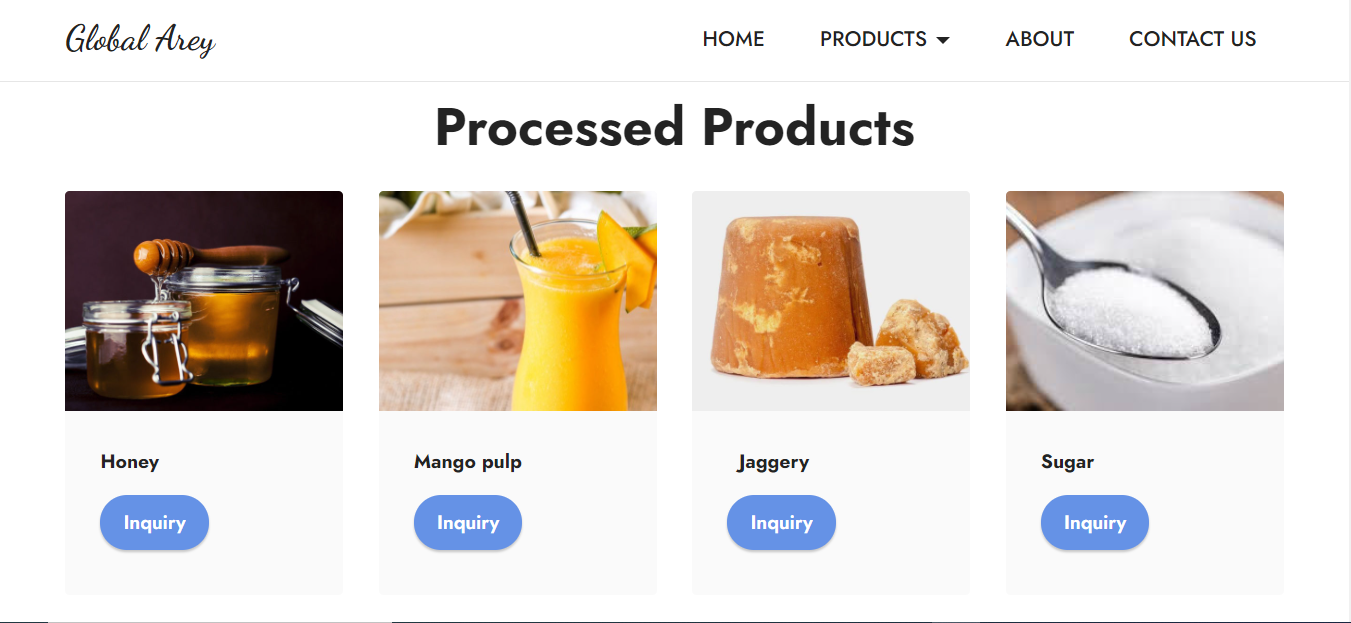 Global Arey
HOME PRODUCTS ABOUT CONTACT US
Processed Products
Honey
Inquiry
Mango pulp
Inquiry
Jaggery
Inquiry
Sugar
Inquiry